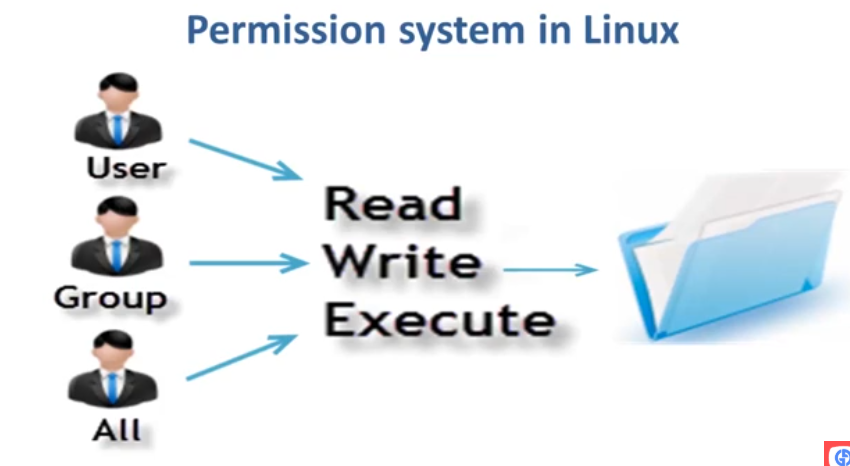 Permission system in Linux
User
Read
Write
Group
Execute
All